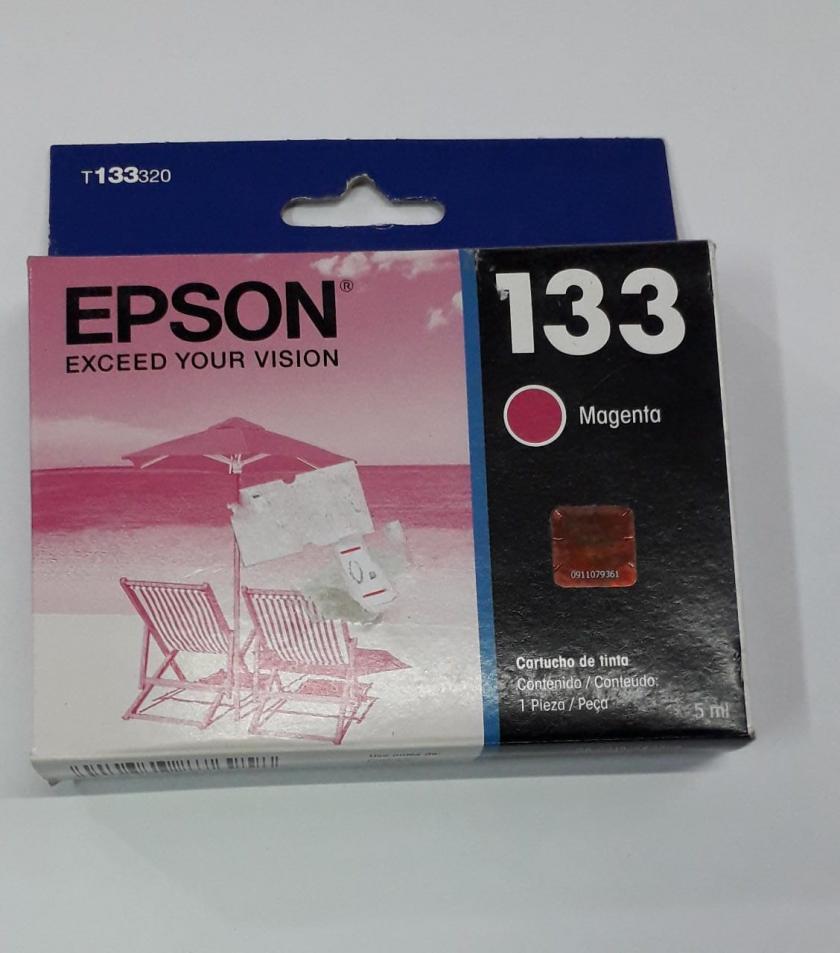 T133320
EPSON®
EXCEED YOUR VISION
133
Magenta
0911079361
Cartucho de tinta
Contenido / Conteúdo:
1 Pieza / Peça
5 ml